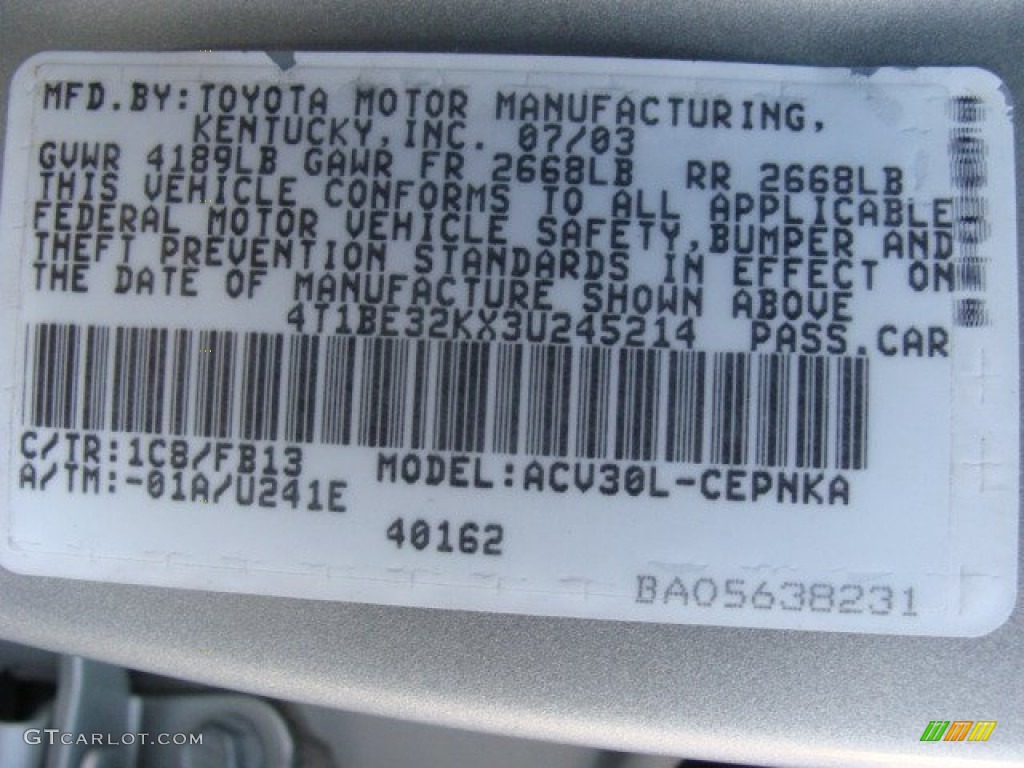 MFD.BY:TOYOTA MOTOR MANUFACTURING,
KENTUCKY,INC. 07/03
GVWR 4189LB GAWR FR 2668LB RR 2668LB
THIS VEHICLE CONFORMS TO ALL APPLICABLE
FEDERAL MOTOR VEHICLE SAFETY,BUMPER AND
THEFT PREVENTION STANDARDS IN EFFECT ON
THE DATE OF MANUFACTURE SHOWN ABOVE
4T1BE32KX3U245214 PASS.CAR
C/TR:1C8/FB13 MODEL:ACV30L-CEPNKA
A/TM:-01A/U241E
40162
BA05638231
GTCARLOT.COM